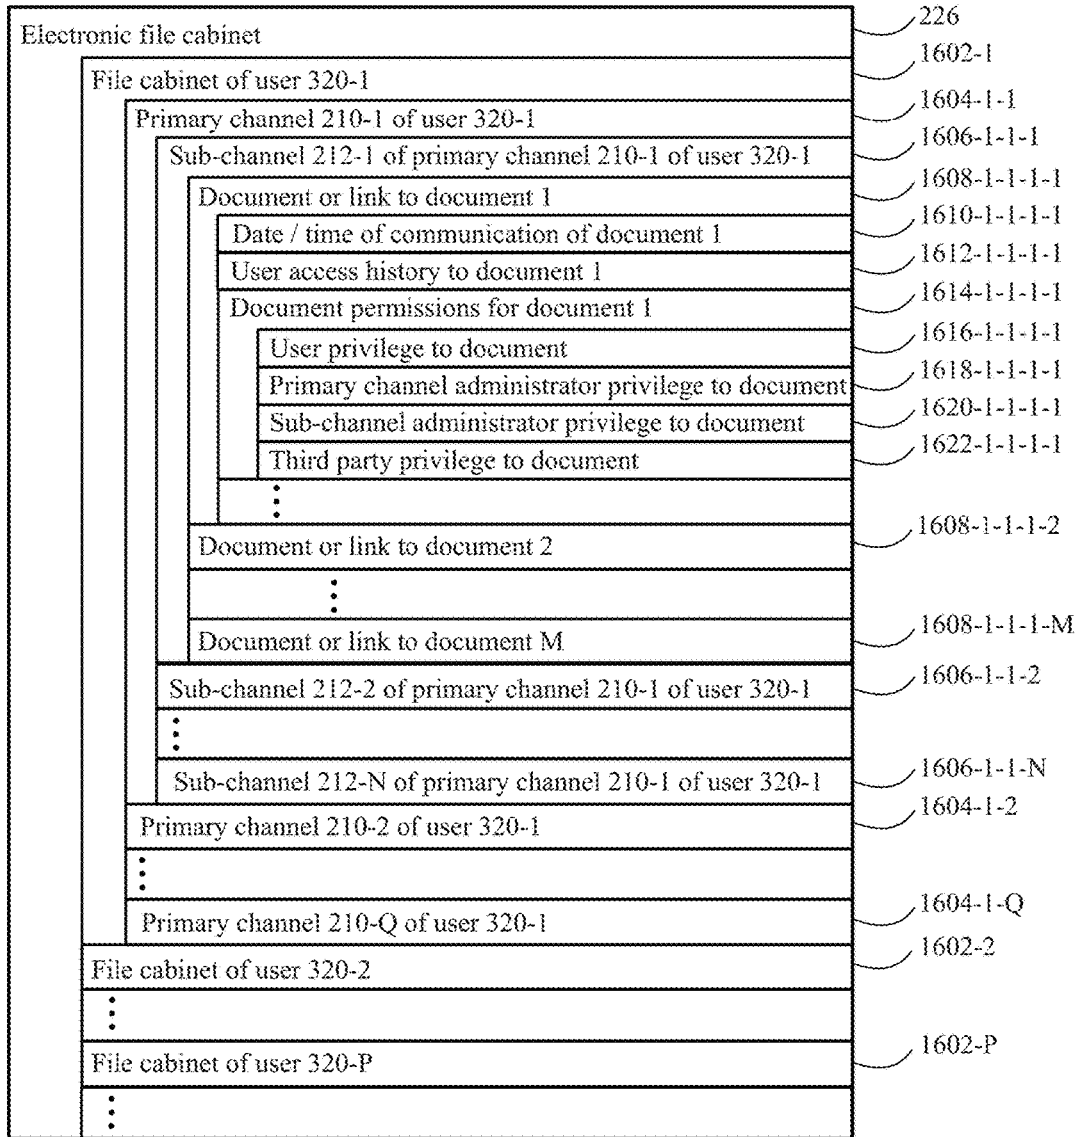 Electronic file cabinet 226
File cabinet of user 320-1 1602-1
Primary channel 210-1 of user 320-1 1604-1-1
Sub-channel 212-1 of primary channel 210-1 of user 320-1 1606-1-1-1
Document or link to document 1 1608-1-1-1-1
Date / time of communication of document 1 1610-1-1-1-1
User access history to document 1 1612-1-1-1-1
Document permissions for document 1 1614-1-1-1-1
User privilege to document 1616-1-1-1-1
Primary channel administrator privilege to document 1618-1-1-1-1
Sub-channel administrator privilege to document 1620-1-1-1-1
Third party privilege to document 1622-1-1-1-1
Document or link to document 2 1608-1-1-1-2
Document or link to document M 1608-1-1-1-M
Sub-channel 212-2 of primary channel 210-1 of user 320-1 1606-1-1-2
Sub-channel 212-N of primary channel 210-1 of user 320-1 1606-1-1-N
Primary channel 210-2 of user 320-1 1604-1-2
Primary channel 210-Q of user 320-1 1604-1-Q
File cabinet of user 320-2 1602-2
File cabinet of user 320-P 1602-P